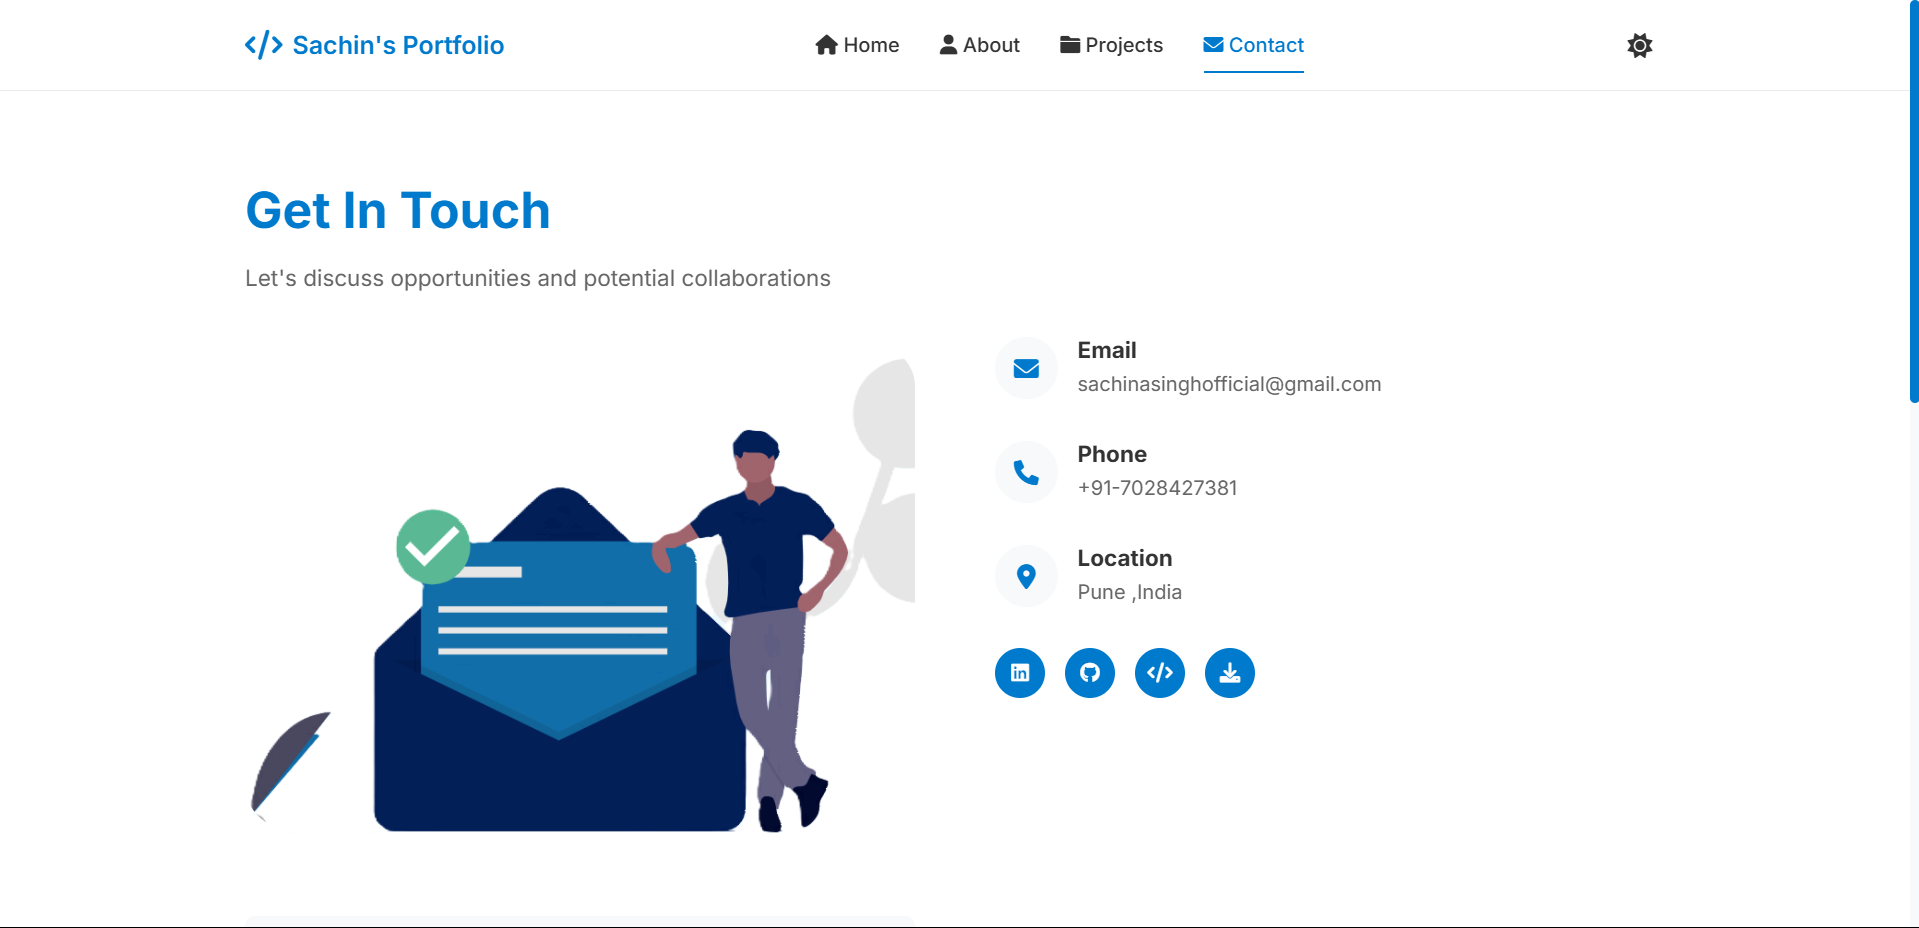 Sachin's Portfolio
Home
About
Projects
Contact
Get In Touch
Let's discuss opportunities and potential collaborations
Email
sachinasinghofficial@gmail.com
Phone
+91-7028427381
Location
Pune ,India
in